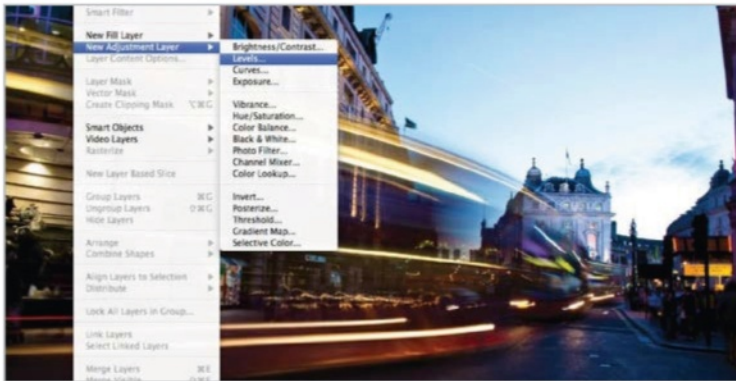 Smart Filter
New Fill Layer
New Adjustment Layer
Layer Content Options...
Layer Mask
Vector Mask
Create Clipping Mask ⌥⌘G
Smart Objects
Video Layers
Rasterize
New Layer Based Slice
Group Layers ⌘G
Ungroup Layers ⇧⌘G
Hide Layers
Arrange
Combine Shapes
Align Layers to Selection
Distribute
Lock All Layers in Group...
Link Layers
Select Linked Layers
Merge Layers ⌘E
Merge Visible ⇧⌘E
Brightness/Contrast...
Levels...
Curves...
Exposure...
Vibrance...
Hue/Saturation...
Color Balance...
Black & White...
Photo Filter...
Channel Mixer...
Color Lookup...
Invert...
Posterize...
Threshold...
Gradient Map...
Selective Color...